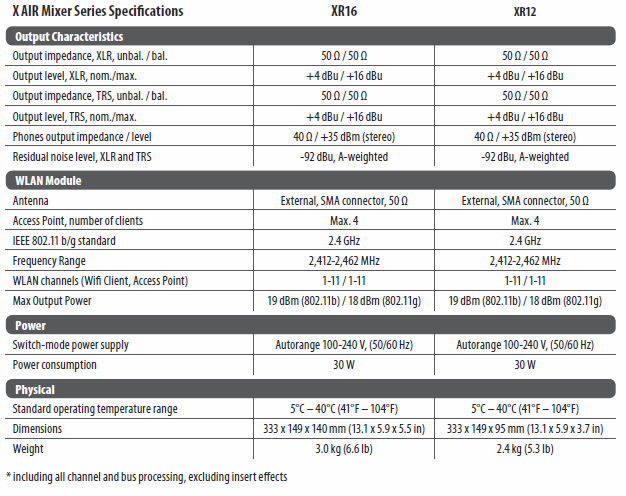 X AIR Mixer Series Specifications XR16 XR12
Output Characteristics
Output impedance, XLR, unbal. / bal. 50 Ω / 50 Ω 50 Ω / 50 Ω
Output level, XLR, nom./max. +4 dBu / +16 dBu +4 dBu / +16 dBu
Output impedance, TRS, unbal. / bal. 50 Ω / 50 Ω 50 Ω / 50 Ω
Output level, TRS, nom./max. +4 dBu / +16 dBu +4 dBu / +16 dBu
Phones output impedance / level 40 Ω / +35 dBm (stereo) 40 Ω / +35 dBm (stereo)
Residual noise level, XLR and TRS -92 dBu, A-weighted -92 dBu, A-weighted
WLAN Module
Antenna External, SMA connector, 50 Ω External, SMA connector, 50 Ω
Access Point, number of clients Max. 4 Max. 4
IEEE 802.11 b/g standard 2.4 GHz 2.4 GHz
Frequency Range 2,412-2,462 MHz 2,412-2,462 MHz
WLAN channels (Wifi Client, Access Point) 1-11 / 1-11 1-11 / 1-11
Max Output Power 19 dBm (802.11b) / 18 dBm (802.11g) 19 dBm (802.11b) / 18 dBm (802.11g)
Power
Switch-mode power supply Autorange 100-240 V, (50/60 Hz) Autorange 100-240 V, (50/60 Hz)
Power consumption 30 W 30 W
Physical
Standard operating temperature range 5°C – 40°C (41°F – 104°F) 5°C – 40°C (41°F – 104°F)
Dimensions 333 x 149 x 140 mm (13.1 x 5.9 x 5.5 in) 333 x 149 x 95 mm (13.1 x 5.9 x 3.7 in)
Weight 3.0 kg (6.6 lb) 2.4 kg (5.3 lb)
* including all channel and bus processing, excluding insert effects